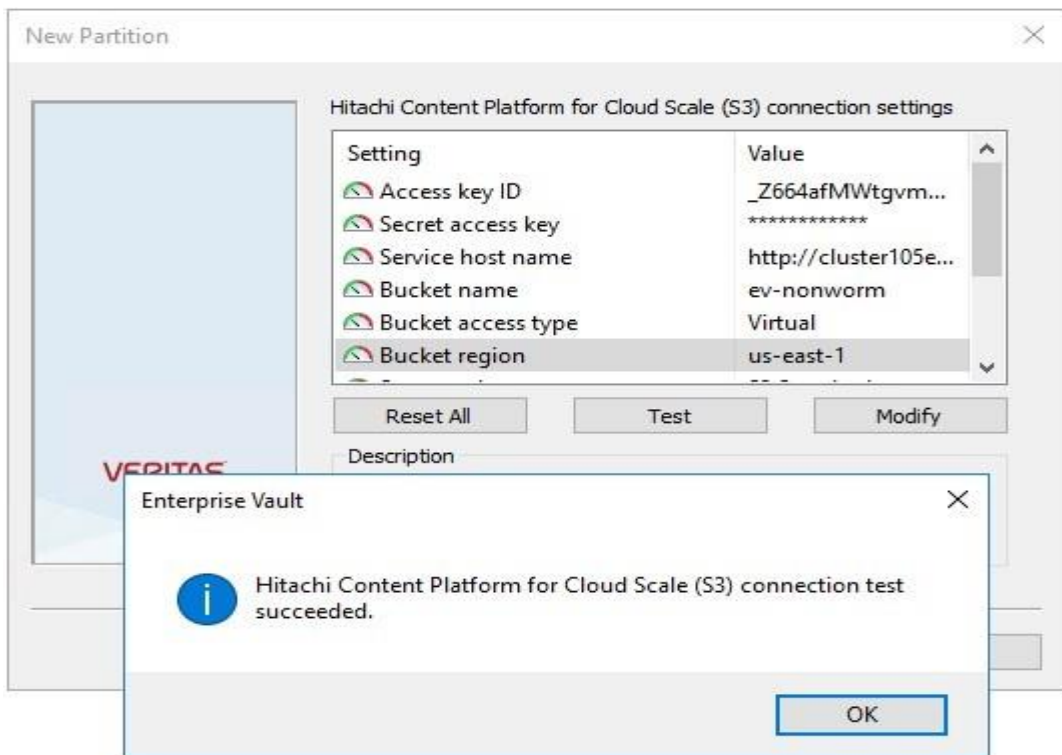 New Partition
Hitachi Content Platform for Cloud Scale (S3) connection settings
Setting Value
Access key ID _Z664afMWtgvm...
Secret access key ************
Service host name http://cluster105e...
Bucket name ev-nonworm
Bucket access type Virtual
Bucket region us-east-1
Reset All Test Modify
Description
VERITAS
Enterprise Vault
Hitachi Content Platform for Cloud Scale (S3) connection test
succeeded.
OK